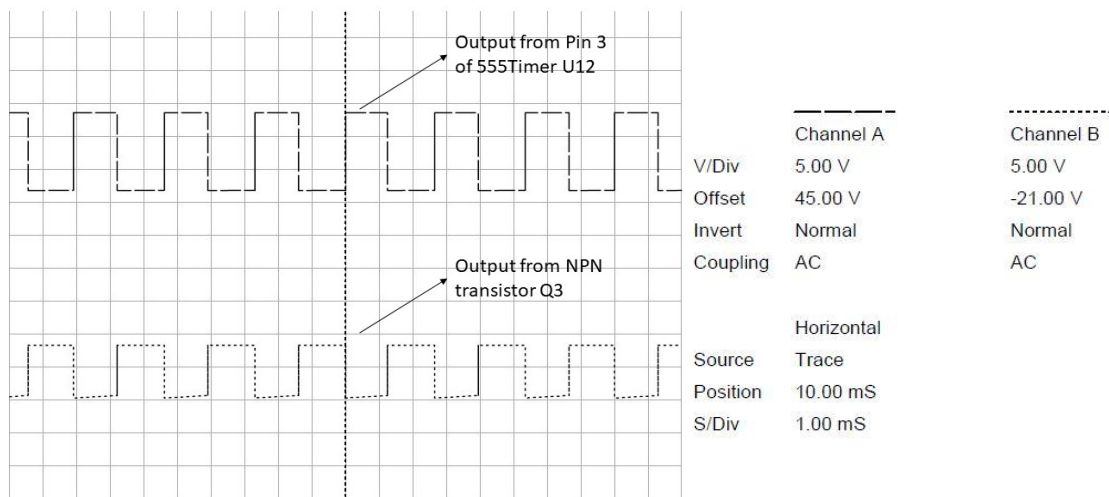 Output from Pin 3
of 555Timer U12
Output from NPN
transistor Q3
Channel A Channel B
V/Div 5.00 V 5.00 V
Offset 45.00 V -21.00 V
Invert Normal Normal
Coupling AC AC
Horizontal
Source Trace
Position 10.00 mS
S/Div 1.00 mS